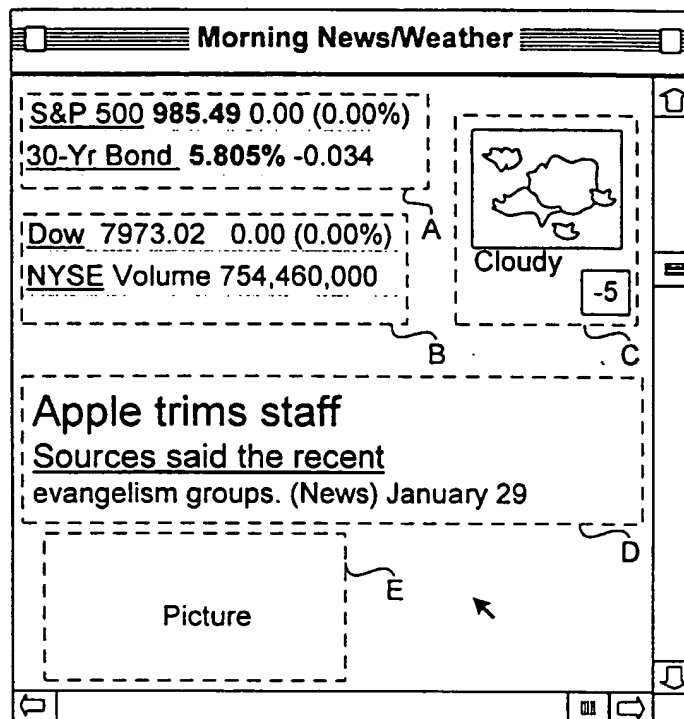 Morning News/Weather
S&P 500 985.49 0.00 (0.00%)
30-Yr Bond 5.805% -0.034
A
Dow 7973.02 0.00 (0.00%)
NYSE Volume 754,460,000
B
Cloudy
-5
C
Apple trims staff
Sources said the recent
evangelism groups. (News) January 29
D
Picture
E